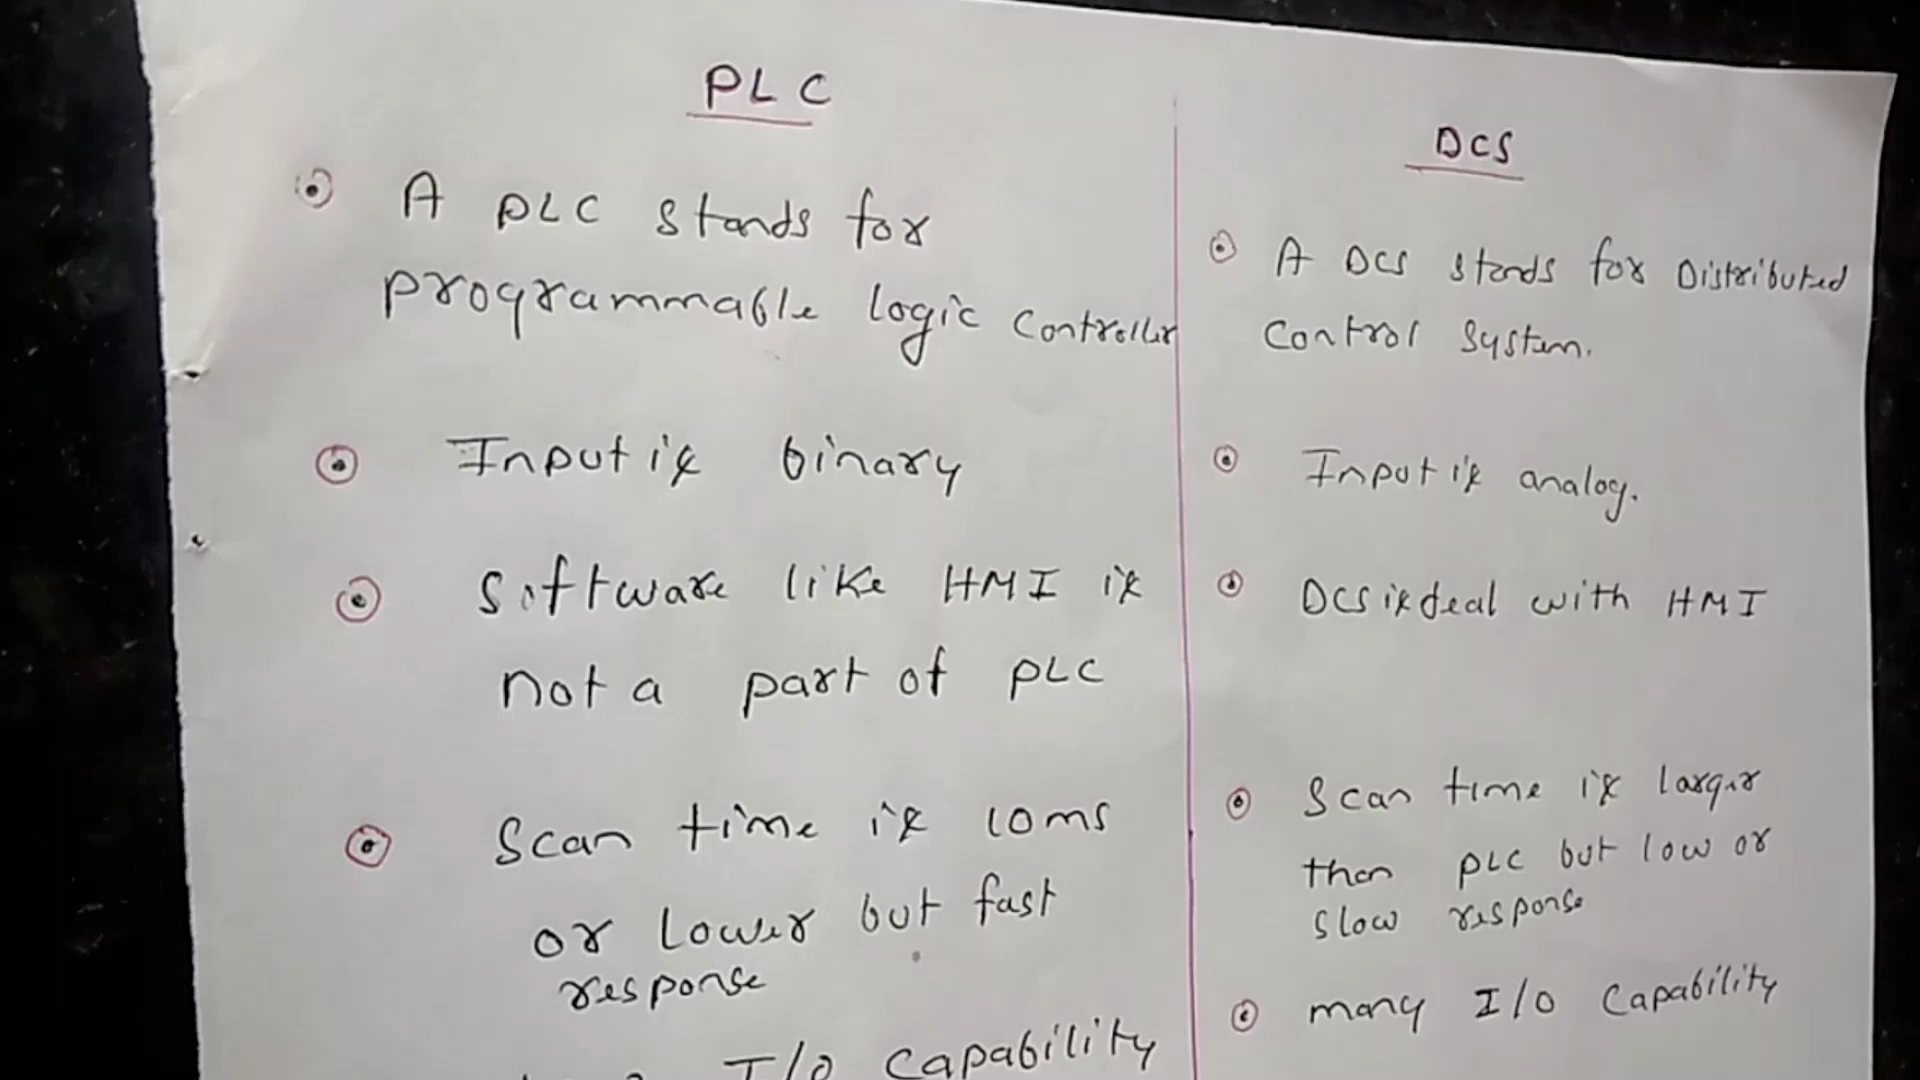 PLC
A PLC stands for
programmable logic Controller
Input is binary
Software like HMI is
not a part of PLC
Scan time is 10ms
or Lower but fast
response
I/O Capability
DCS
A DCS stands for Distributed
Control System.
Input is analog.
DCS is deal with HMI
Scan time is larger
than PLC but low or
slow response
many I/O Capability